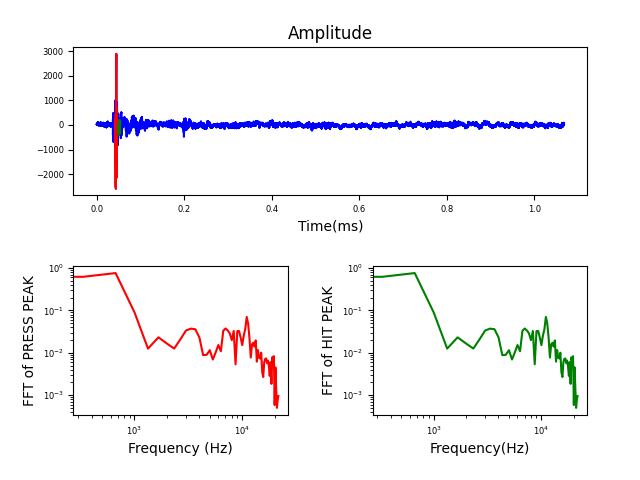 Amplitude
3000
2000
1000
0
−1000
−2000
0.0 0.2 0.4 0.6 0.8 1.0
Time(ms)
FFT of PRESS PEAK
10⁰
10⁻¹
10⁻²
10⁻³
10³ 10⁴
Frequency (Hz)
FFT of HIT PEAK
10⁰
10⁻¹
10⁻²
10⁻³
10³ 10⁴
Frequency(Hz)